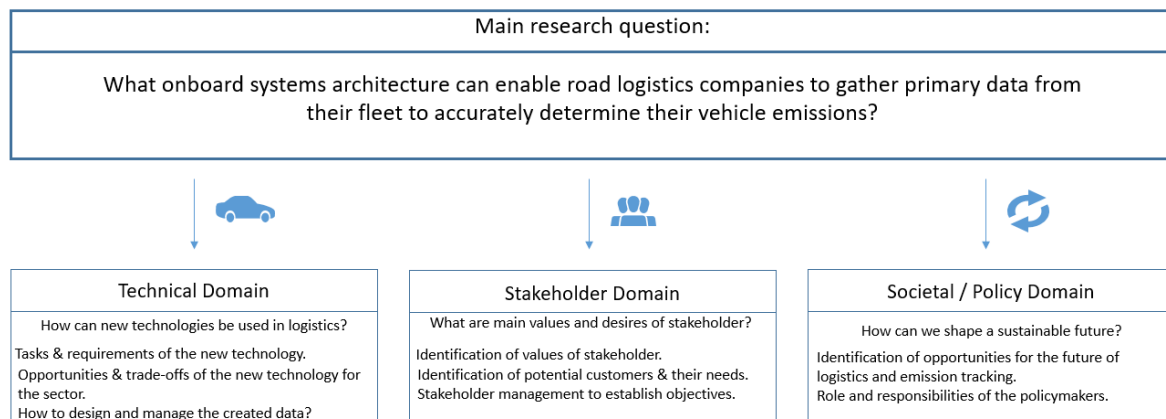 Main research question:
What onboard systems architecture can enable road logistics companies to gather primary data from
their fleet to accurately determine their vehicle emissions?
Technical Domain
How can new technologies be used in logistics?
Tasks & requirements of the new technology.
Opportunities & trade-offs of the new technology for
the sector.
How to design and manage the created data?
Stakeholder Domain
What are main values and desires of stakeholder?
Identification of values of stakeholder.
Identification of potential customers & their needs.
Stakeholder management to establish objectives.
Societal / Policy Domain
How can we shape a sustainable future?
Identification of opportunities for the future of
logistics and emission tracking.
Role and responsibilities of the policymakers.